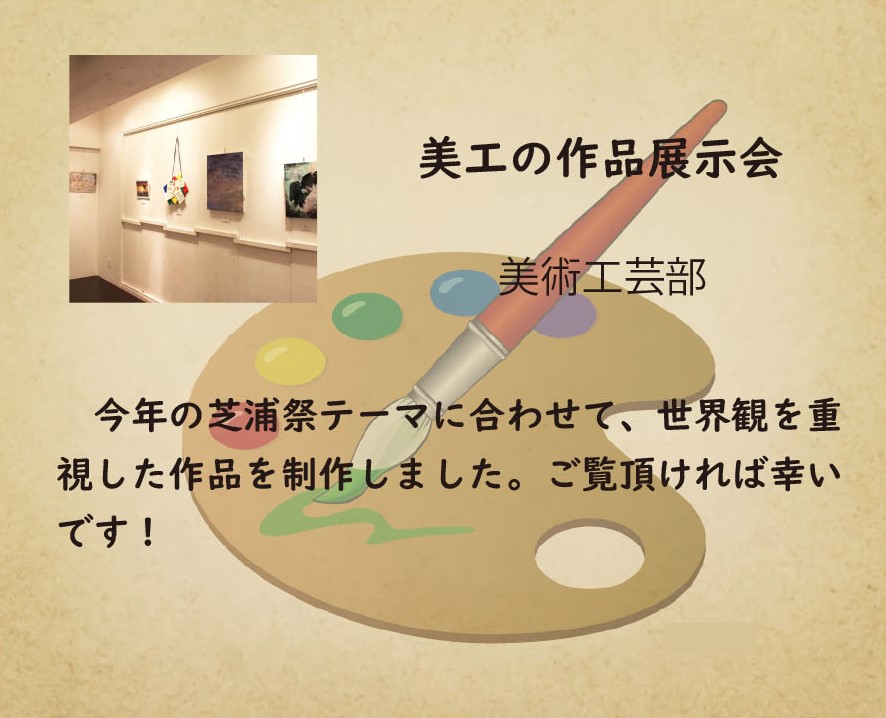 美工の作品展示会
美術工芸部
　今年の芝浦祭テーマに合わせて、世界観を重
視した作品を制作しました。ご覧頂ければ幸い
です！